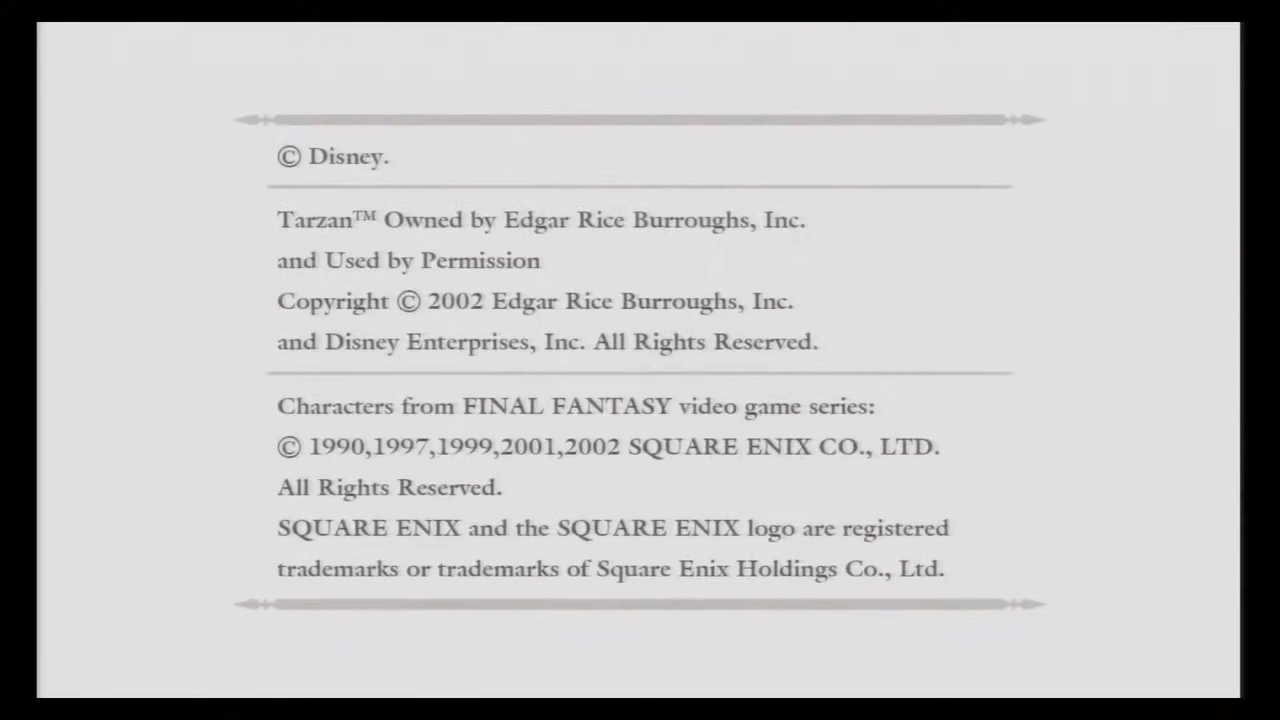 © Disney.
Tarzan™ Owned by Edgar Rice Burroughs, Inc.
and Used by Permission
Copyright © 2002 Edgar Rice Burroughs, Inc.
and Disney Enterprises, Inc. All Rights Reserved.
Characters from FINAL FANTASY video game series:
© 1990,1997,1999,2001,2002 SQUARE ENIX CO., LTD.
All Rights Reserved.
SQUARE ENIX and the SQUARE ENIX logo are registered
trademarks or trademarks of Square Enix Holdings Co., Ltd.